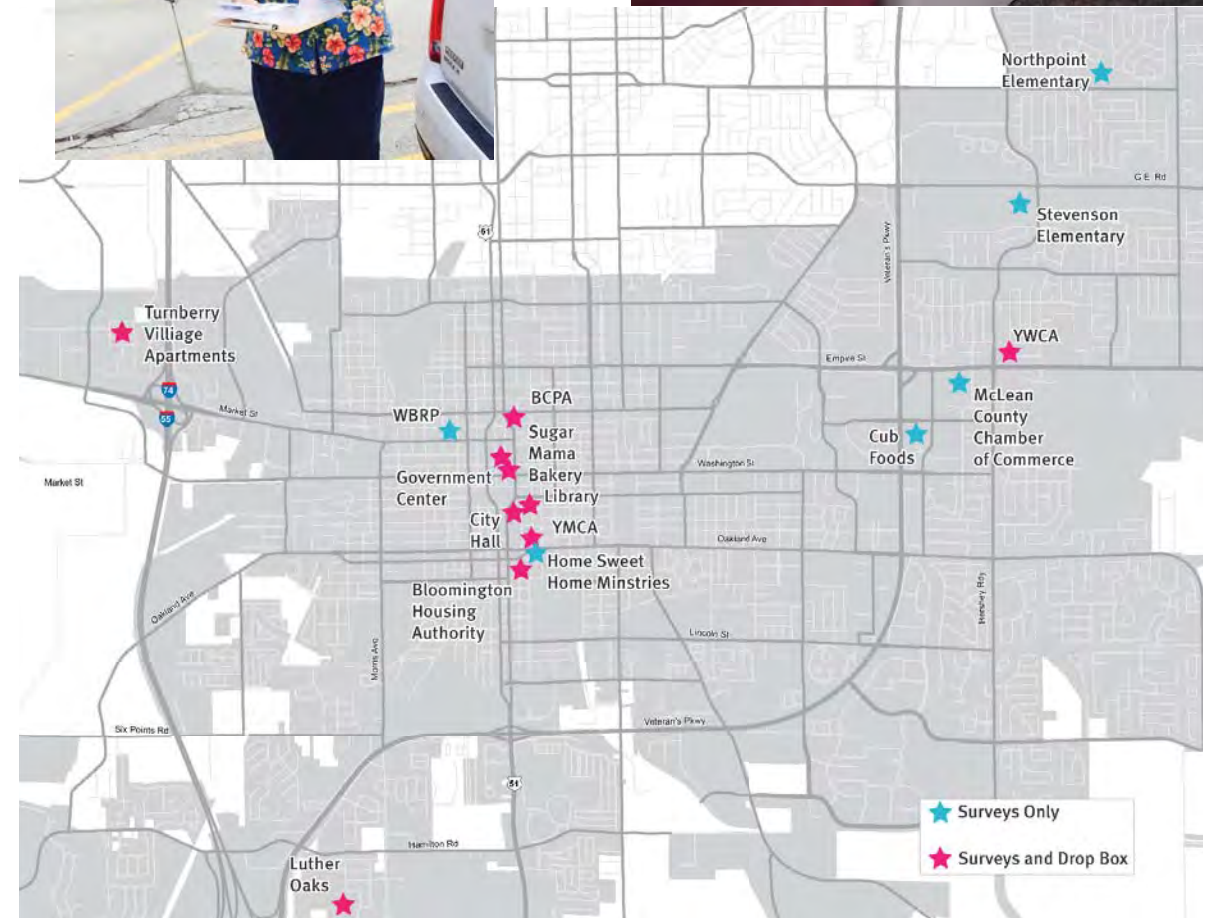 Northpoint
Elementary
G.E. Rd
51
Stevenson
Elementary
Veteran's Pkwy
Turnberry
Villiage
Apartments
YWCA
Empire St
74
55
Market St
McLean
County
Chamber
of Commerce
WBRP
BCPA
Sugar
Mama
Bakery
Cub
Foods
Washington St
Market St
Government
Center
Library
City
Hall
YMCA
Oakland Ave
Home Sweet
Home Minstries
Bloomington
Housing
Authority
Oakland Ave
Hershey Rdy
Lincoln St
Morris Ave
Veteran's Pkwy
Six Points Rd
51
Surveys Only
Surveys and Drop Box
Hamilton Rd
Luther
Oaks